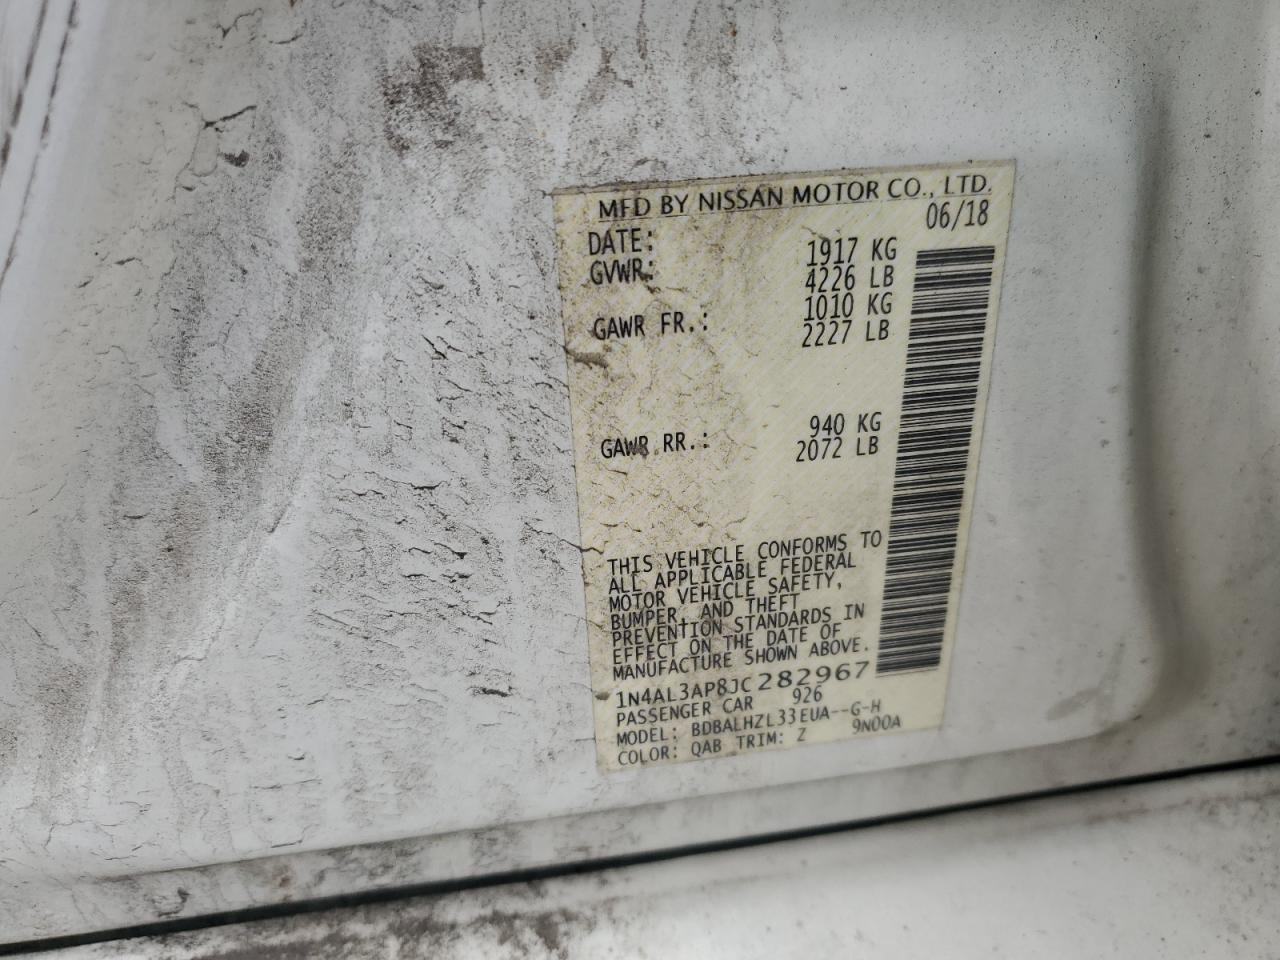 MFD BY NISSAN MOTOR CO., LTD.
DATE: 06/18
GVWR: 1917 KG
4226 LB
GAWR FR.: 1010 KG
2227 LB
GAWR RR.: 940 KG
2072 LB
THIS VEHICLE CONFORMS TO
ALL APPLICABLE FEDERAL
MOTOR VEHICLE SAFETY,
BUMPER, AND THEFT
PREVENTION STANDARDS IN
EFFECT ON THE DATE OF
MANUFACTURE SHOWN ABOVE.
1N4AL3AP8JC282967
PASSENGER CAR 926
MODEL: BDBALHZL33EUA--G-H
COLOR: QAB TRIM: Z 9N00A